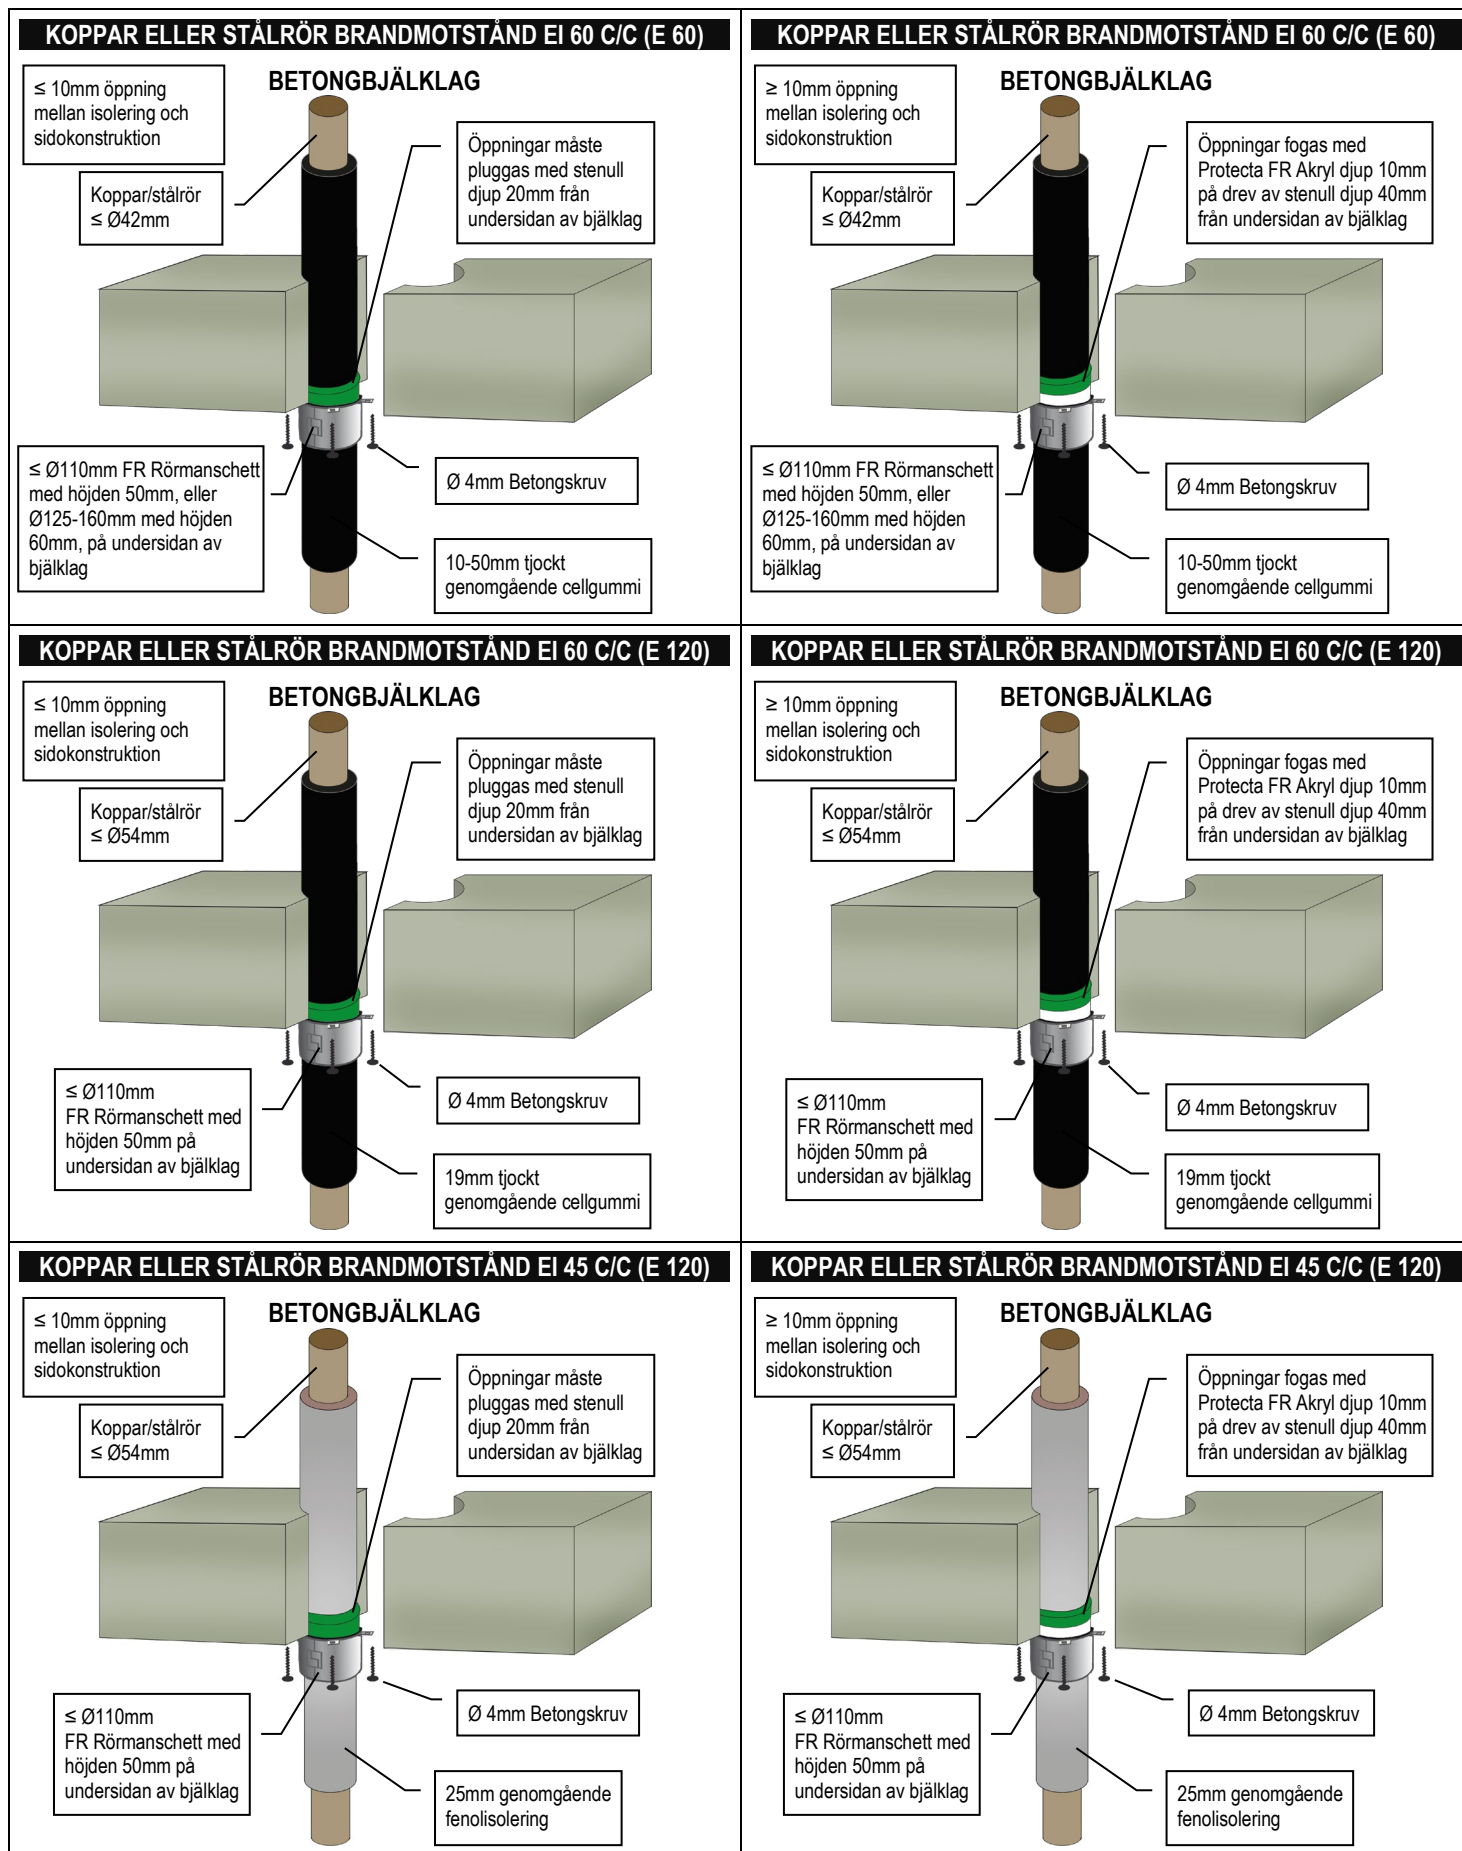 KOPPAR ELLER STÅLRÖR BRANDMOTSTÅND EI 60 C/C (E 60)
BETONGBJÄLKLAG
≤ 10mm öppning
mellan isolering och
sidokonstruktion
Öppningar måste
pluggas med stenull
djup 20mm från
undersidan av bjälklag
Koppar/stålrör
≤ Ø42mm
≤ Ø110mm FR Rörmanschett
med höjden 50mm, eller
Ø125-160mm med höjden
60mm, på undersidan av
bjälklag
Ø 4mm Betongskruv
10-50mm tjockt
genomgående cellgummi
KOPPAR ELLER STÅLRÖR BRANDMOTSTÅND EI 60 C/C (E 60)
BETONGBJÄLKLAG
≥ 10mm öppning
mellan isolering och
sidokonstruktion
Öppningar fogas med
Protecta FR Akryl djup 10mm
på drev av stenull djup 40mm
från undersidan av bjälklag
Koppar/stålrör
≤ Ø42mm
≤ Ø110mm FR Rörmanschett
med höjden 50mm, eller
Ø125-160mm med höjden
60mm, på undersidan av
bjälklag
Ø 4mm Betongskruv
10-50mm tjockt
genomgående cellgummi
KOPPAR ELLER STÅLRÖR BRANDMOTSTÅND EI 60 C/C (E 120)
BETONGBJÄLKLAG
≤ 10mm öppning
mellan isolering och
sidokonstruktion
Öppningar måste
pluggas med stenull
djup 20mm från
undersidan av bjälklag
Koppar/stålrör
≤ Ø54mm
≤ Ø110mm
FR Rörmanschett med
höjden 50mm på
undersidan av bjälklag
Ø 4mm Betongskruv
19mm tjockt
genomgående cellgummi
KOPPAR ELLER STÅLRÖR BRANDMOTSTÅND EI 60 C/C (E 120)
BETONGBJÄLKLAG
≥ 10mm öppning
mellan isolering och
sidokonstruktion
Öppningar fogas med
Protecta FR Akryl djup 10mm
på drev av stenull djup 40mm
från undersidan av bjälklag
Koppar/stålrör
≤ Ø54mm
≤ Ø110mm
FR Rörmanschett med
höjden 50mm på
undersidan av bjälklag
Ø 4mm Betongskruv
19mm tjockt
genomgående cellgummi
KOPPAR ELLER STÅLRÖR BRANDMOTSTÅND EI 45 C/C (E 120)
BETONGBJÄLKLAG
≤ 10mm öppning
mellan isolering och
sidokonstruktion
Öppningar måste
pluggas med stenull
djup 20mm från
undersidan av bjälklag
Koppar/stålrör
≤ Ø54mm
≤ Ø110mm
FR Rörmanschett med
höjden 50mm på
undersidan av bjälklag
Ø 4mm Betongskruv
25mm genomgående
fenolisolering
KOPPAR ELLER STÅLRÖR BRANDMOTSTÅND EI 45 C/C (E 120)
BETONGBJÄLKLAG
≥ 10mm öppning
mellan isolering och
sidokonstruktion
Öppningar fogas med
Protecta FR Akryl djup 10mm
på drev av stenull djup 40mm
från undersidan av bjälklag
Koppar/stålrör
≤ Ø54mm
≤ Ø110mm
FR Rörmanschett med
höjden 50mm på
undersidan av bjälklag
Ø 4mm Betongskruv
25mm genomgående
fenolisolering